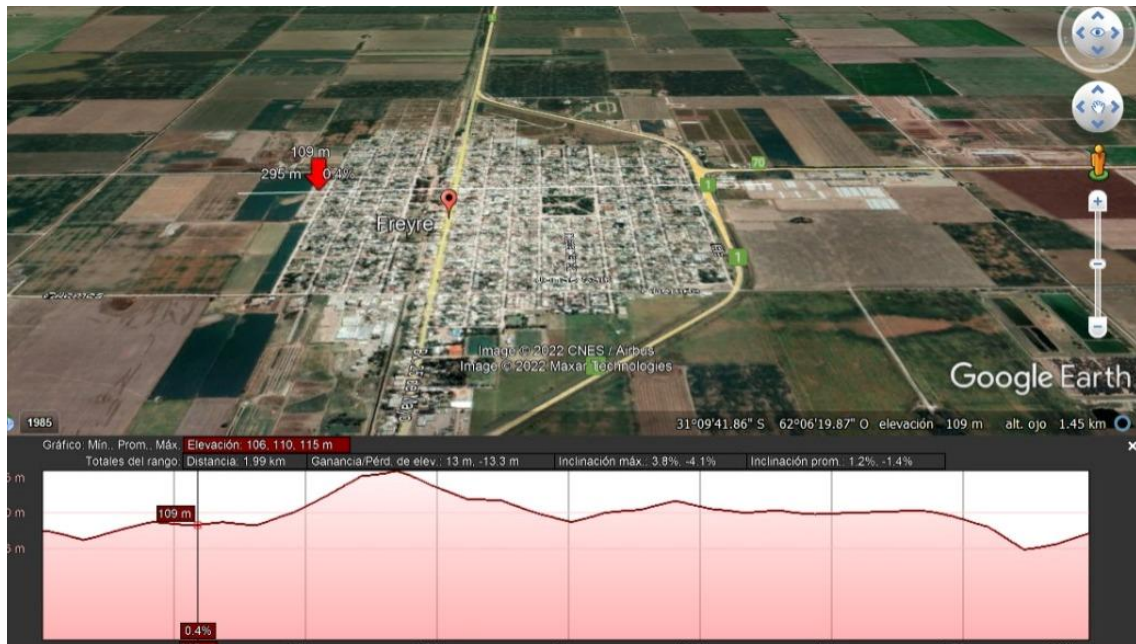 109 m
295 m 0.4%
70
1
Freyre
1
Image © 2022 CNES / Airbus
Image © 2022 Maxar Technologies
Google Earth
1985
31°09'41.86" S 62°06'19.87" O elevación 109 m alt. ojo 1.45 km
Gráfico: Mín., Prom., Máx. Elevación: 106, 110, 115 m
Totales del rango: Distancia: 1.99 km Ganancia/Pérd. de elev.: 13 m, -13.3 m Inclinación máx.: 3.8%, -4.1% Inclinación prom.: 1.2%, -1.4%
5 m
109 m
0 m
5 m
0.4%